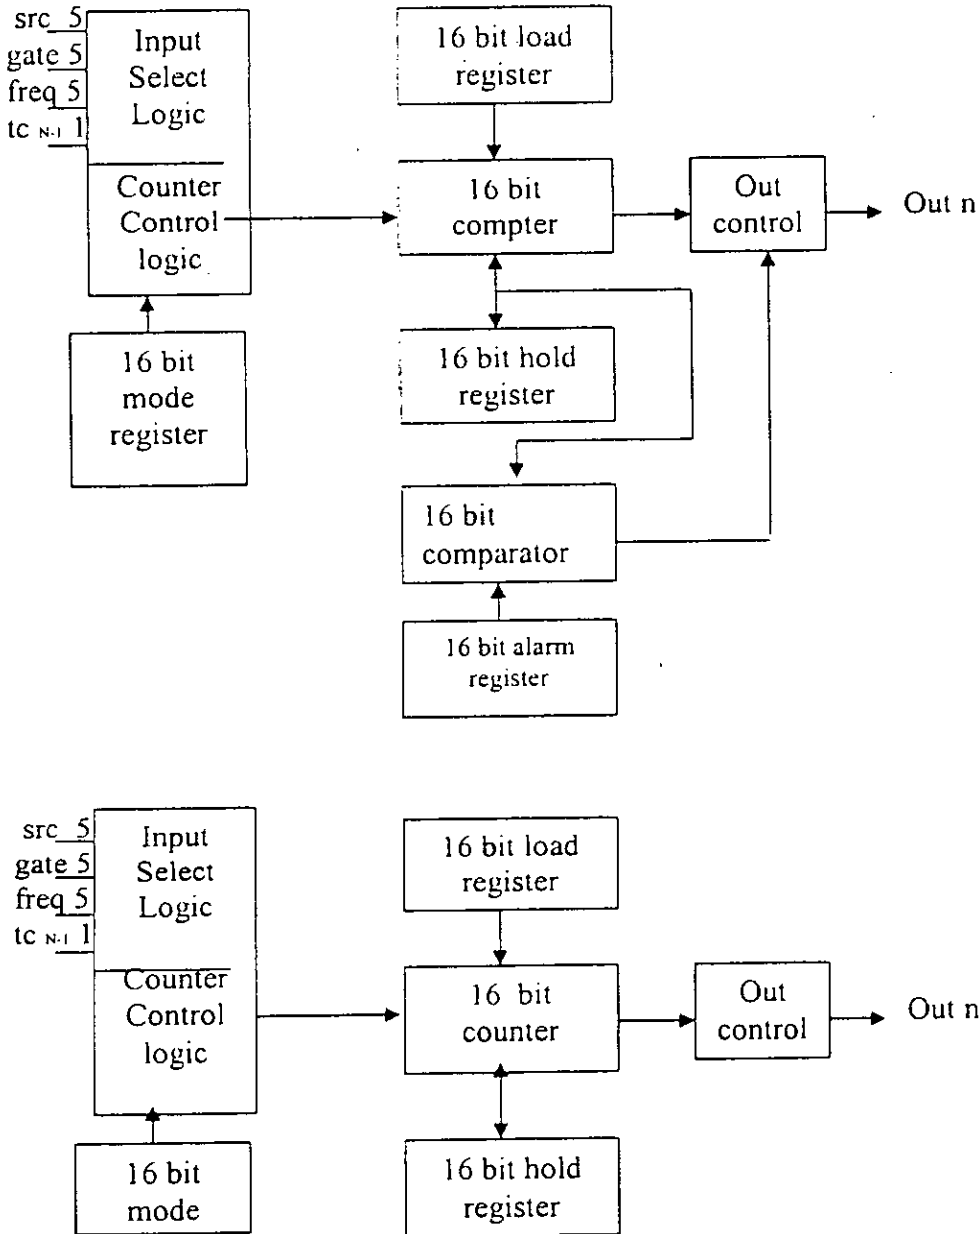 src 5
gate 5
freq 5
tc N-1 1
Input
Select
Logic
Counter
Control
logic
16 bit
mode
register
16 bit load
register
16 bit
compter
Out
control
Out n
16 bit hold
register
16 bit
comparator
16 bit alarm
register
src 5
gate 5
freq 5
tc N-1 1
Input
Select
Logic
Counter
Control
logic
16 bit
mode
16 bit load
register
16 bit
counter
Out
control
Out n
16 bit hold
register